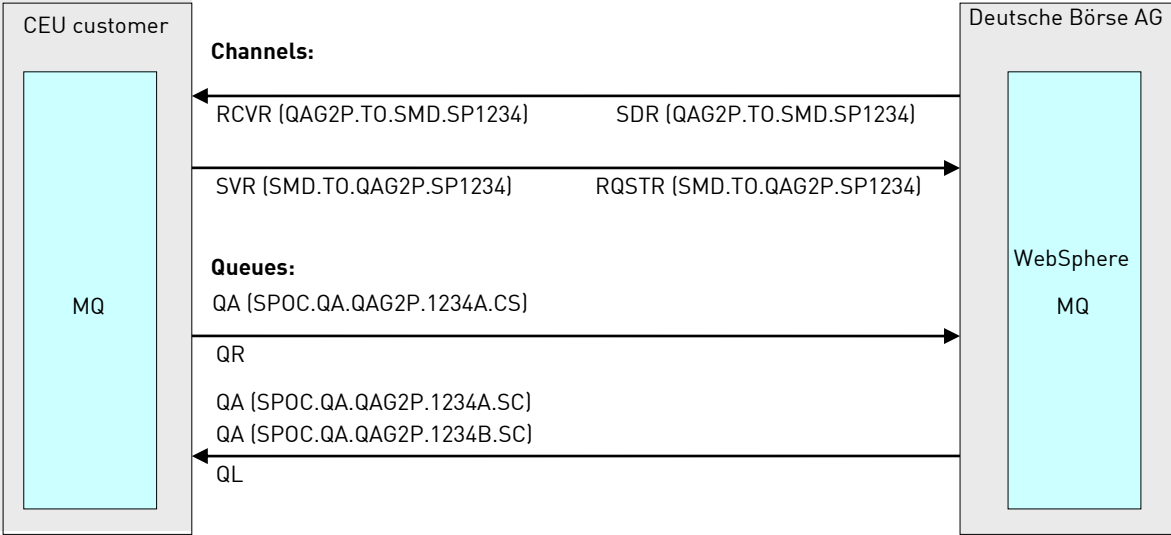 CEU customer
Deutsche Börse AG
Channels:
RCVR (QAG2P.TO.SMD.SP1234)
SDR (QAG2P.TO.SMD.SP1234)
SVR (SMD.TO.QAG2P.SP1234)
RQSTR (SMD.TO.QAG2P.SP1234)
Queues:
QA (SPOC.QA.QAG2P.1234A.CS)
QR
QA (SPOC.QA.QAG2P.1234A.SC)
QA (SPOC.QA.QAG2P.1234B.SC)
QL
MQ
WebSphere
MQ